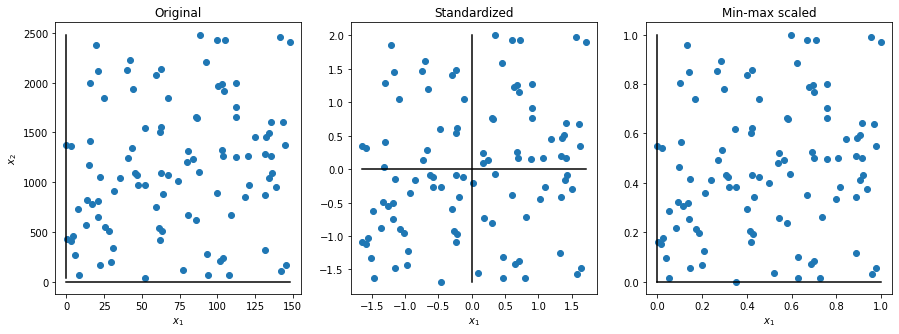 Original
Standardized
Min-max scaled
2500
2000
1500
1000
500
0
x₂
0 25 50 75 100 125 150
x₁
2.0
1.5
1.0
0.5
0.0
−0.5
−1.0
−1.5
−1.5 −1.0 −0.5 0.0 0.5 1.0 1.5
x₁
1.0
0.8
0.6
0.4
0.2
0.0
0.0 0.2 0.4 0.6 0.8 1.0
x₁